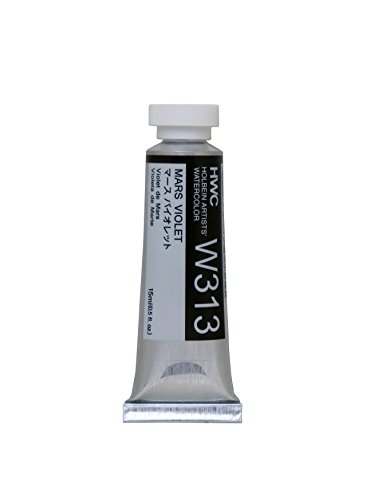 HWC
HOLBEIN ARTISTS'
WATERCOLOR
W313
MARS VIOLET
マース バイオレット
Violet de Mars
Violeta de Marte
15ml(0.5 fl. oz)